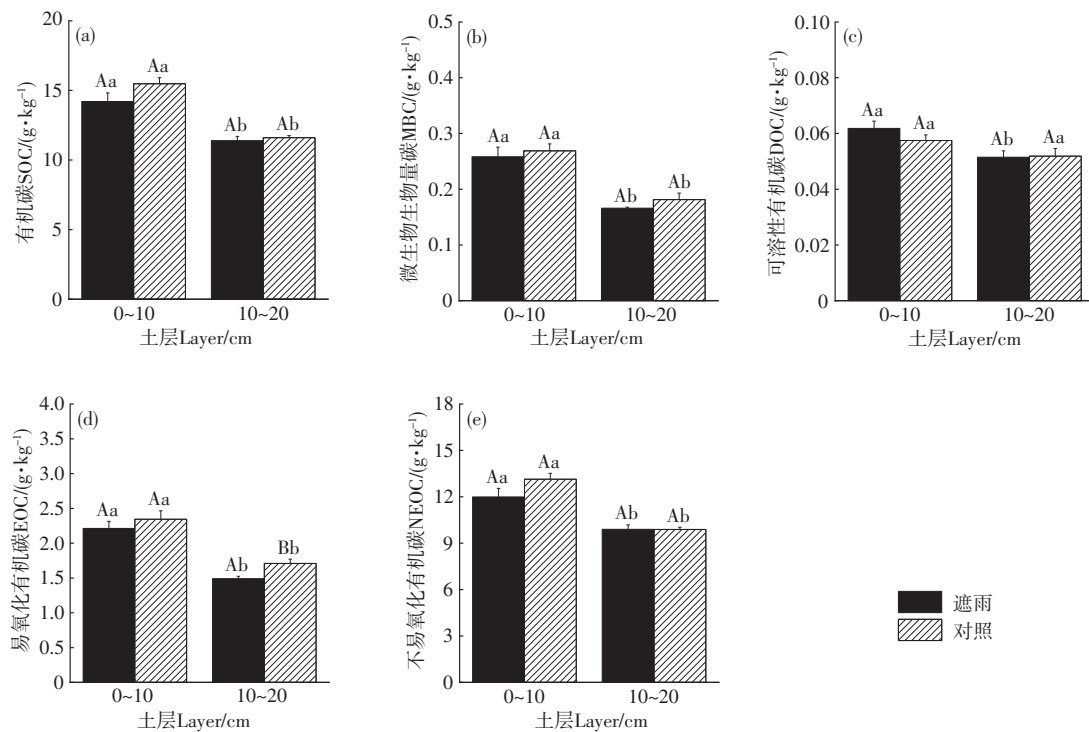 (a)
有机碳SOC/(g·kg⁻¹)
20
15
10
5
0
Aa
Aa
Ab
Ab
0~10
10~20
土层Layer/cm
(b)
微生物生物量碳MBC/(g·kg⁻¹)
0.5
0.4
0.3
0.2
0.1
0
Aa
Aa
Ab
Ab
0~10
10~20
土层Layer/cm
(c)
可溶性有机碳DOC/(g·kg⁻¹)
0.10
0.08
0.06
0.04
0.02
0
Aa
Aa
Ab
Aa
0~10
10~20
土层Layer/cm
(d)
易氧化有机碳EOC/(g·kg⁻¹)
4.0
3.5
3.0
2.5
2.0
1.5
1.0
0.5
0
Aa
Aa
Ab
Bb
0~10
10~20
土层Layer/cm
(e)
不易氧化有机碳NEOC/(g·kg⁻¹)
18
15
12
9
6
3
0
Aa
Aa
Ab
Ab
0~10
10~20
土层Layer/cm
遮雨
对照